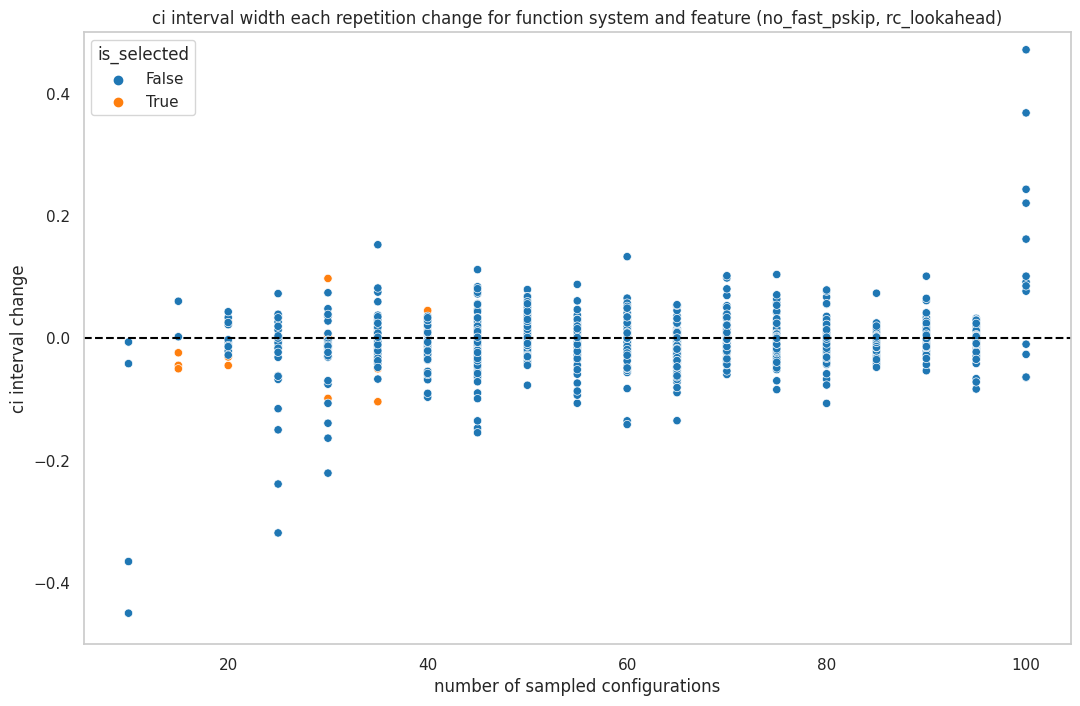 ci interval width each repetition change for function system and feature (no_fast_pskip, rc_lookahead)
is_selected
False
True
0.4
0.2
0.0
−0.2
−0.4
ci interval change
20
40
60
80
100
number of sampled configurations